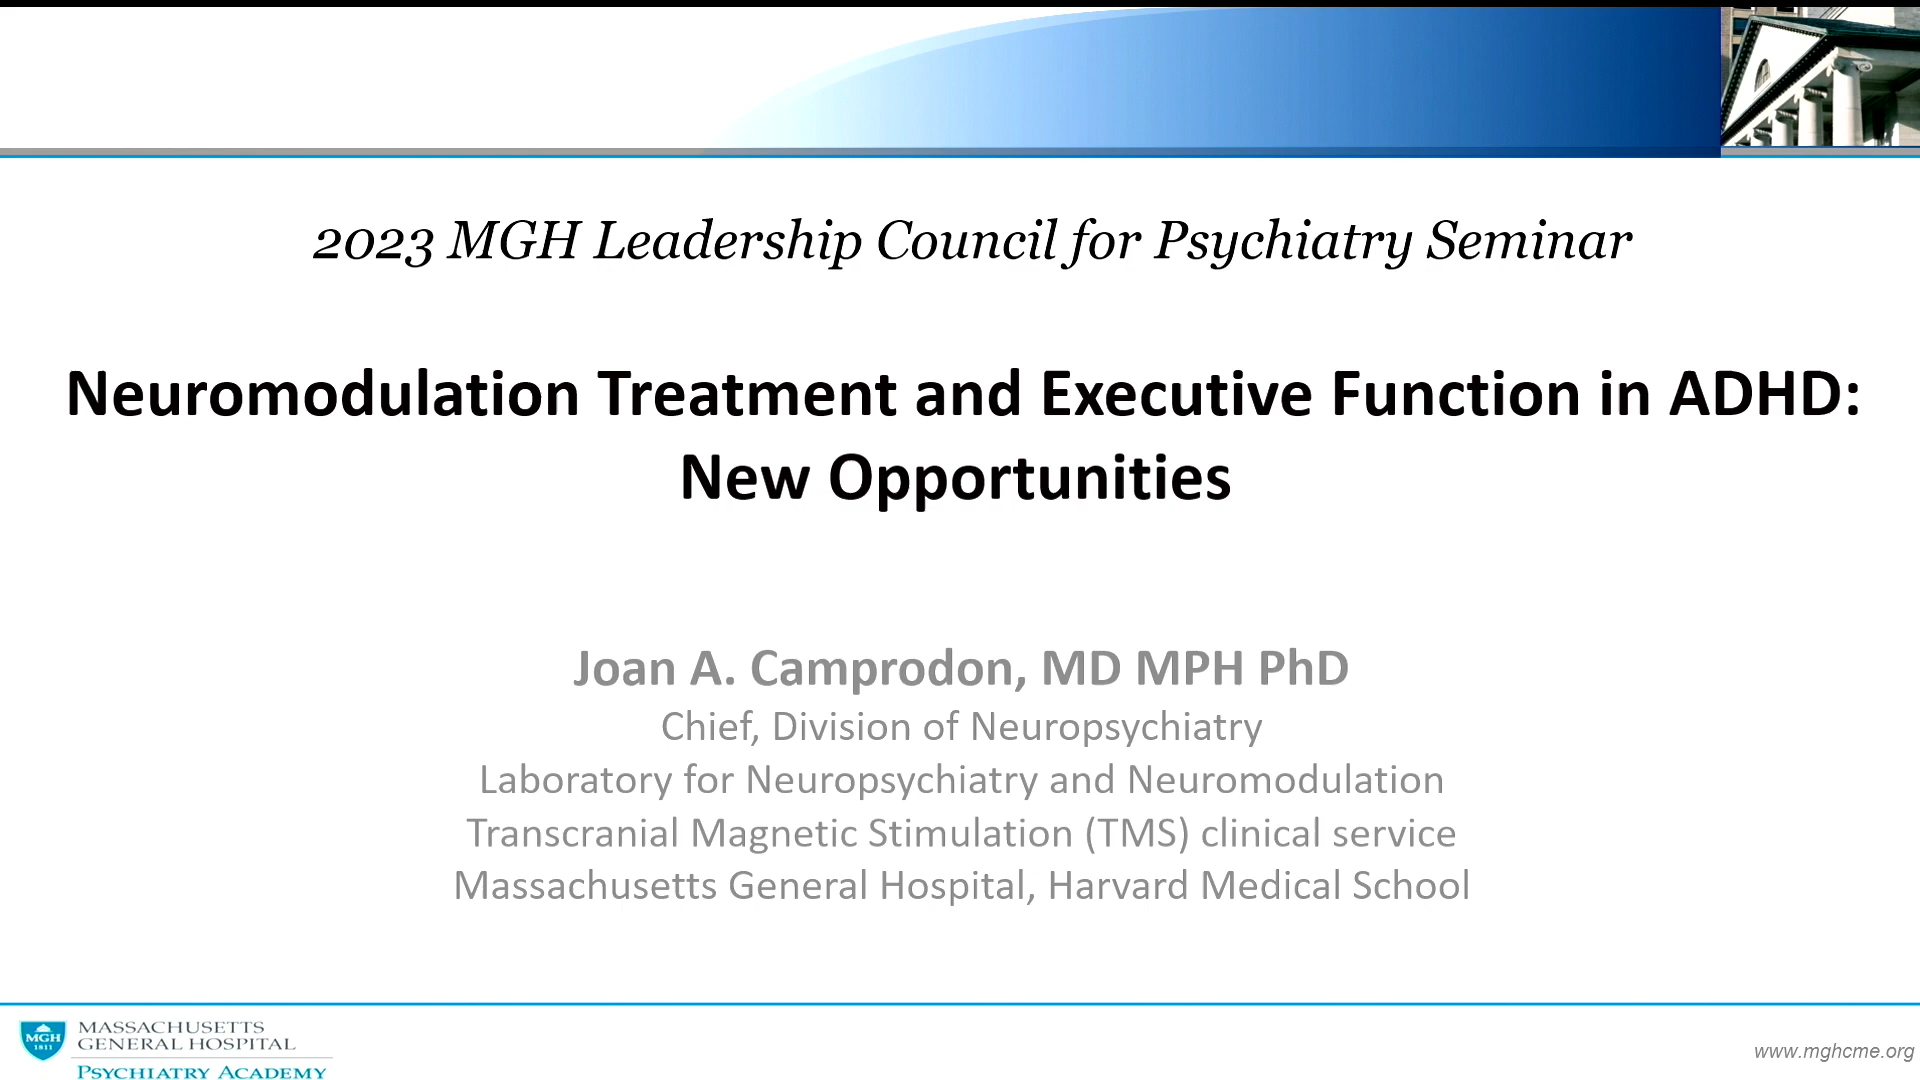 2023 MGH Leadership Council for Psychiatry Seminar
Neuromodulation Treatment and Executive Function in ADHD:
New Opportunities
Joan A. Camprodon, MD MPH PhD
Chief, Division of Neuropsychiatry
Laboratory for Neuropsychiatry and Neuromodulation
Transcranial Magnetic Stimulation (TMS) clinical service
Massachusetts General Hospital, Harvard Medical School
MGH
1811
MASSACHUSETTS
GENERAL HOSPITAL
PSYCHIATRY ACADEMY
www.mghcme.org